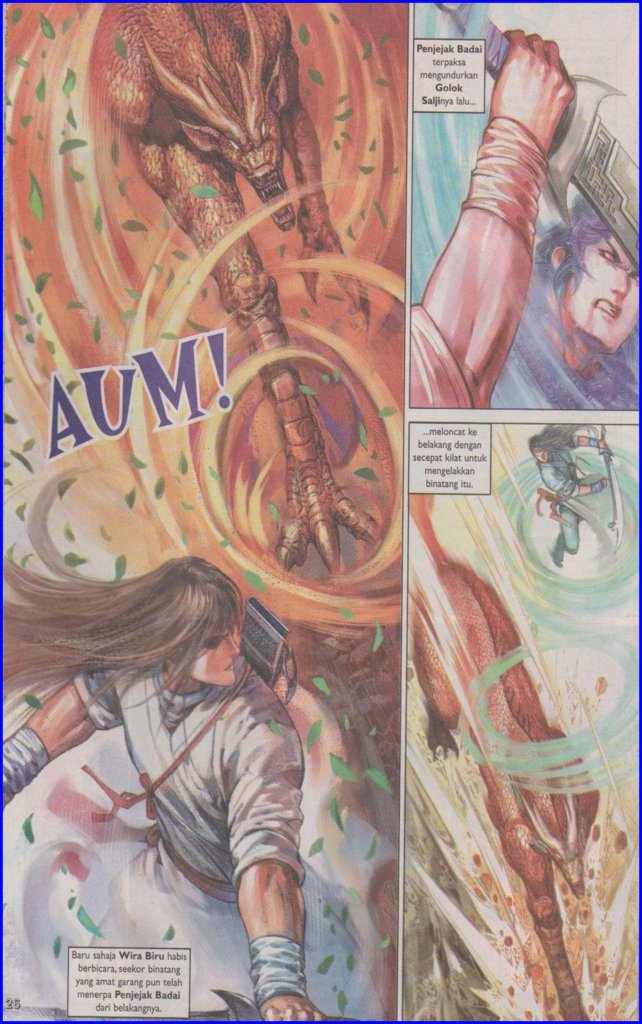 AUM!
Baru sahaja Wira Biru habis
berbicara, seekor binatang
yang amat garang pun telah
menerpa Penjejak Badai
dari belakangnya.
26
Penjejak Badai
terpaksa
mengundurkan
Golok
Saljinya lalu...
...meloncat ke
belakang dengan
secepat kilat untuk
mengelakkan
binatang itu.